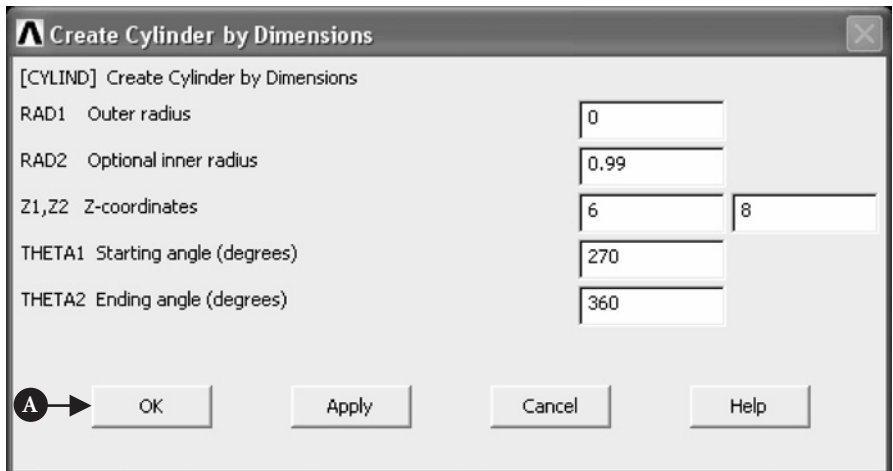 Create Cylinder by Dimensions
[CYLIND] Create Cylinder by Dimensions
RAD1 Outer radius 0
RAD2 Optional inner radius 0.99
Z1,Z2 Z-coordinates 6 8
THETA1 Starting angle (degrees) 270
THETA2 Ending angle (degrees) 360
A OK Apply Cancel Help